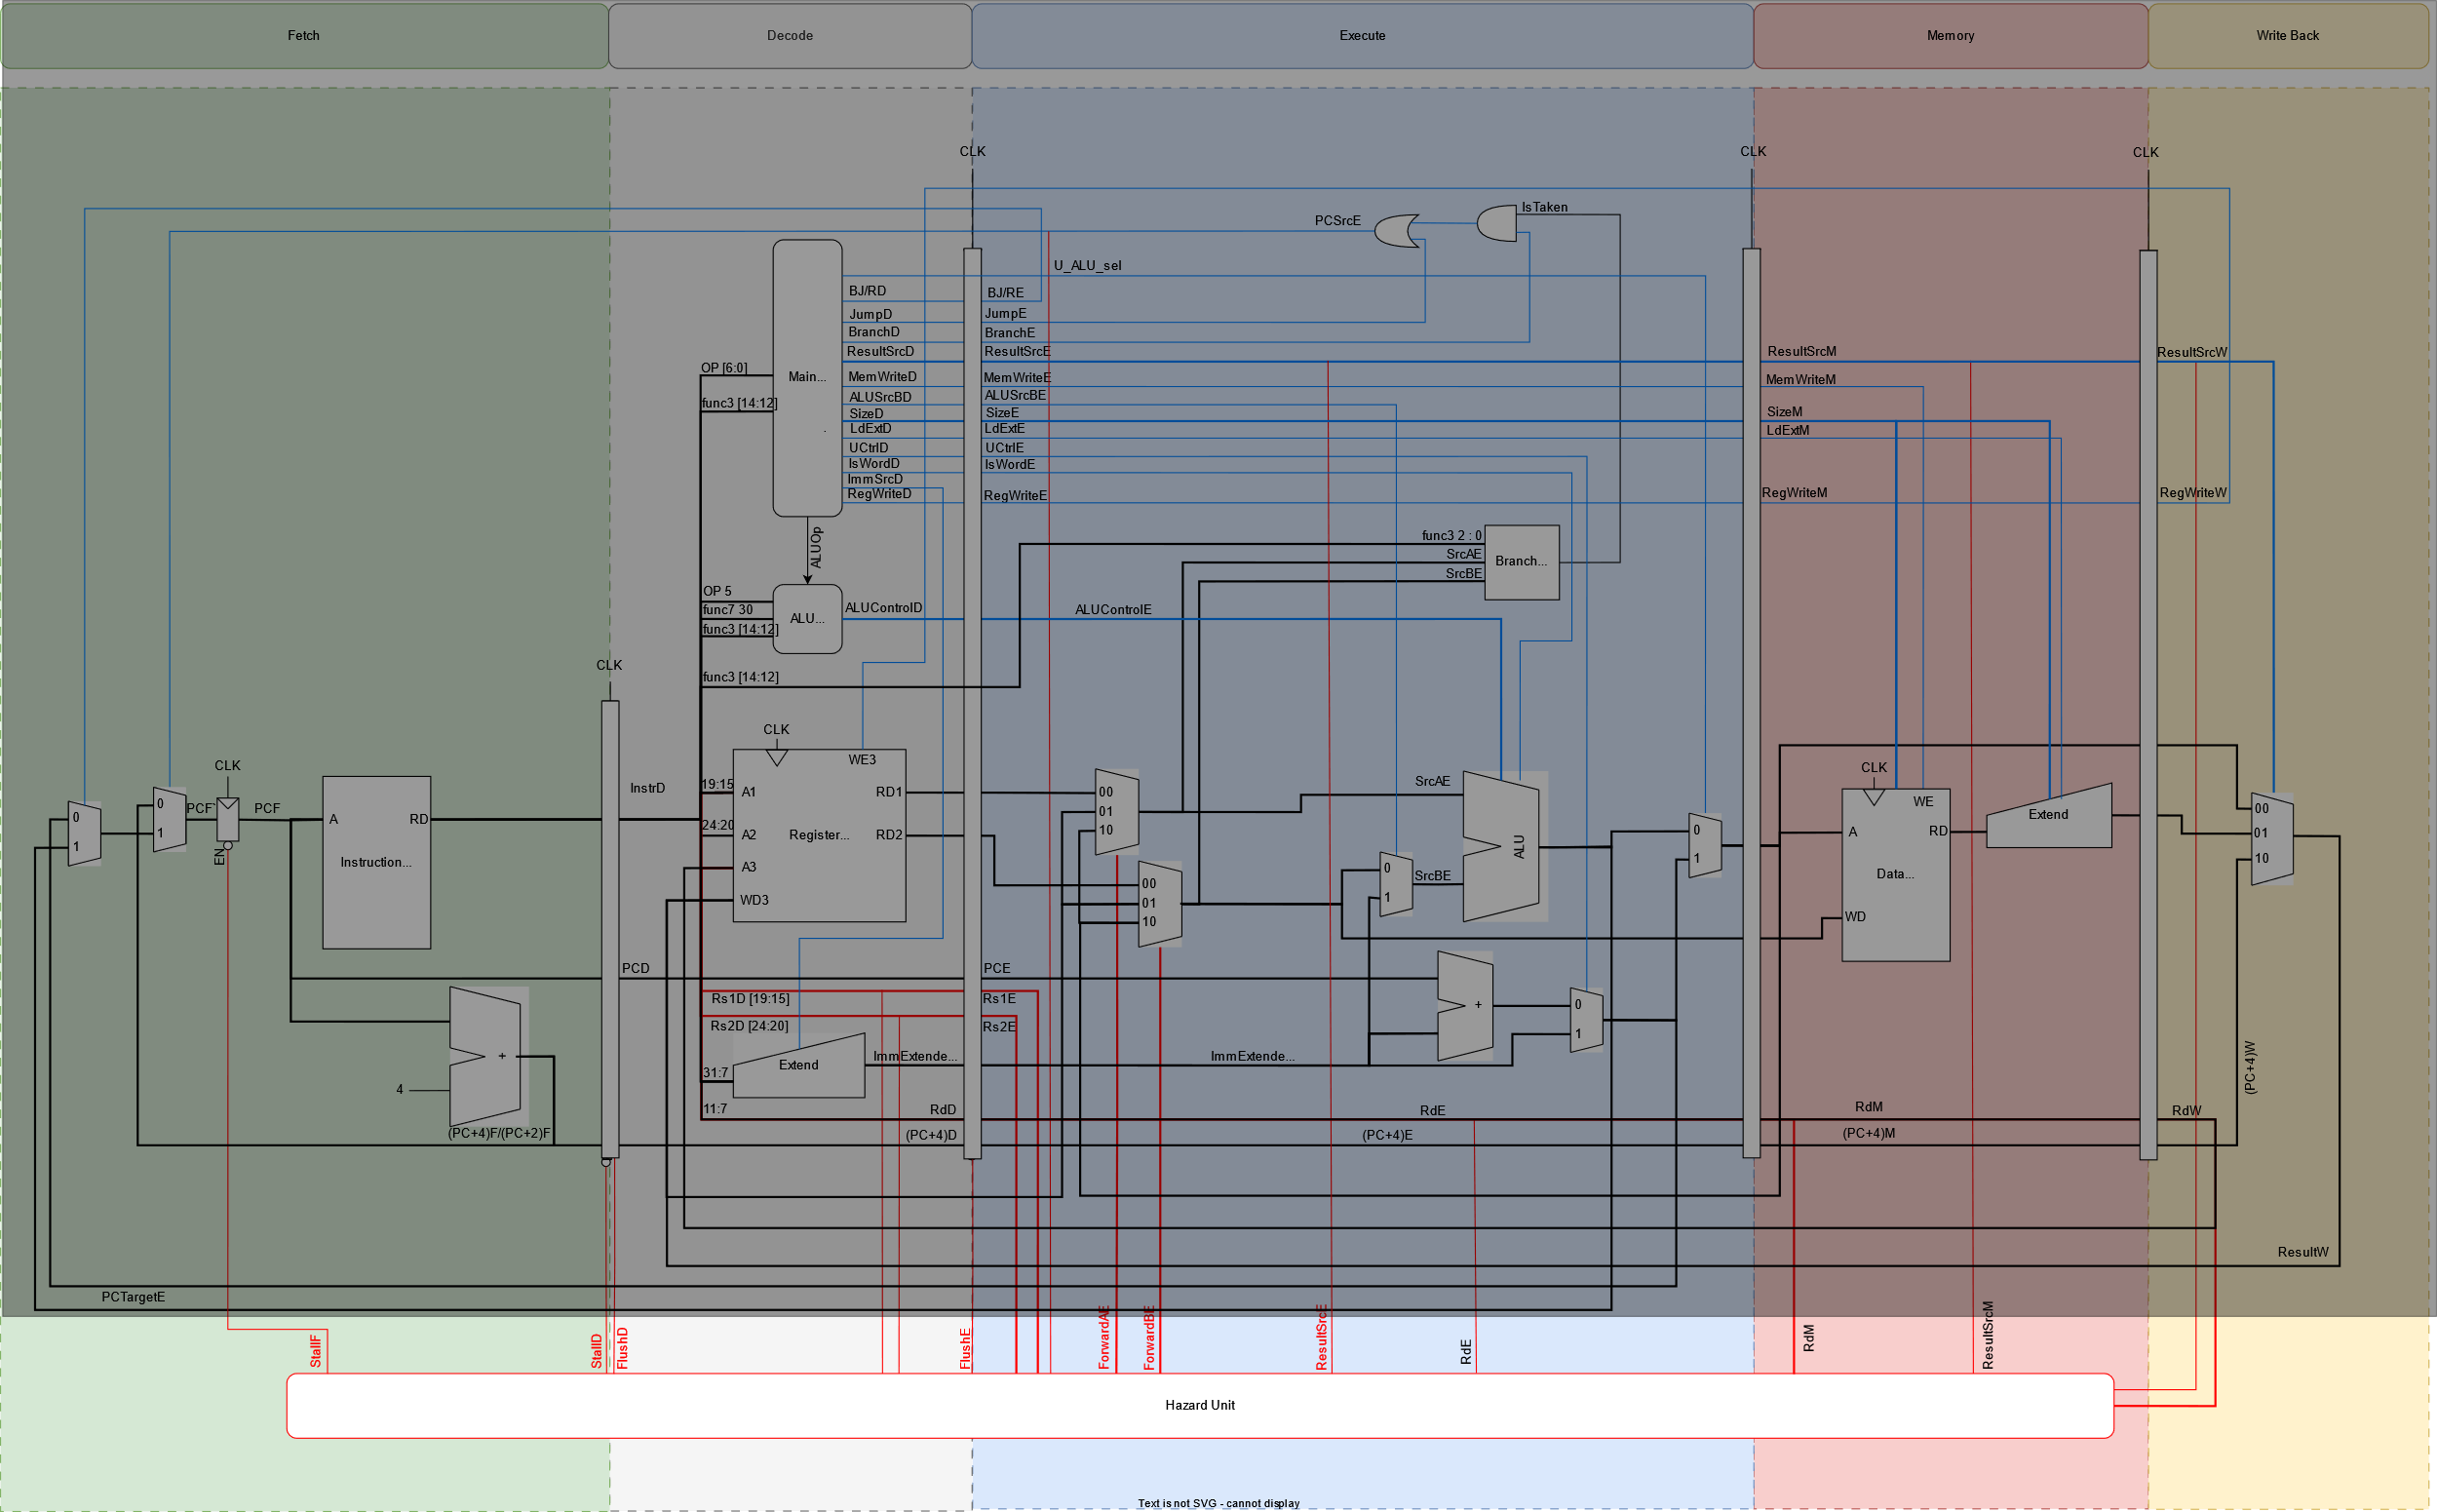 Fetch
Decode
Execute
Memory
Write Back
CLK
CLK
CLK
IsTaken
PCSrcE
U_ALU_sel
BJ/RD
BJ/RE
JumpD
JumpE
BranchD
BranchE
ResultSrcD
ResultSrcE
ResultSrcM
ResultSrcW
OP [6:0]
Main...
MemWriteD
MemWriteE
MemWriteM
ALUSrcBD
ALUSrcBE
func3 [14:12]
SizeD
SizeE
SizeM
.
LdExtD
LdExtE
LdExtM
UCtrlD
UCtrlE
IsWordD
IsWordE
ImmSrcD
RegWriteD
RegWriteE
RegWriteM
RegWriteW
ALUOp
func3 2 : 0
SrcAE
SrcBE
Branch...
OP 5
func7 30
func3 [14:12]
ALU...
ALUControlD
ALUControlE
CLK
func3 [14:12]
CLK
WE3
CLK
InstrD
19:15
A1
RD1
00
01
10
SrcAE
CLK
WE
0
1
PCF'
PCF
0
1
EN
A
RD
Instruction...
24:20
A2
Register...
RD2
A3
WD3
00
01
10
0
1
SrcBE
ALU
0
1
A
RD
Data...
WD
Extend
00
01
10
PCD
PCE
Rs1D [19:15]
Rs1E
Rs2D [24:20]
Rs2E
+
4
(PC+4)F/(PC+2)F
31:7
Extend
ImmExtende...
ImmExtende...
+
0
1
11:7
RdD
RdE
RdM
RdW
(PC+4)D
(PC+4)E
(PC+4)M
(PC+4)W
ResultW
PCTargetE
StallF
StallD
FlushD
FlushE
ForwardAE
ForwardBE
ResultSrcE
RdE
RdM
ResultSrcM
Hazard Unit
Text is not SVG - cannot display